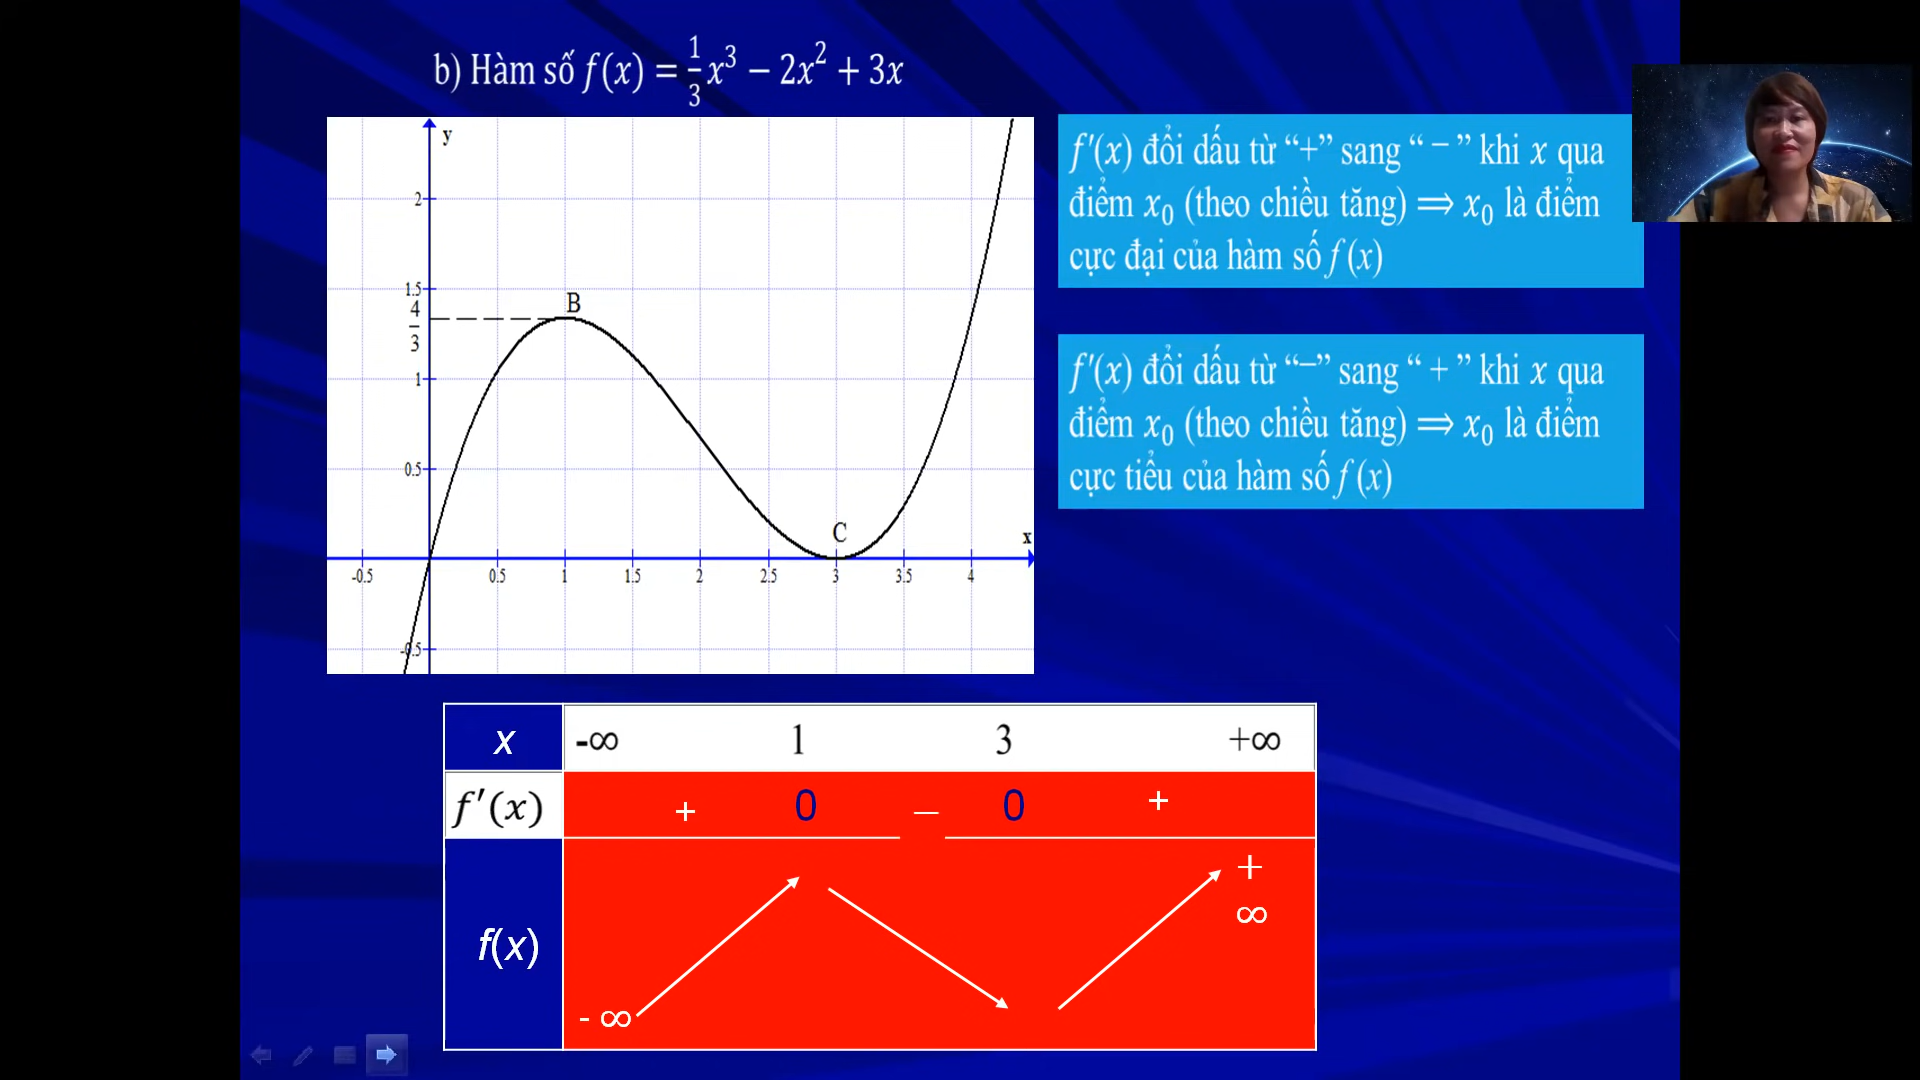 b) Hàm số f(x) = 1/3 x³ − 2x² + 3x
f′(x) đổi dấu từ “+” sang “ − ” khi x qua
điểm x₀ (theo chiều tăng) ⟹ x₀ là điểm
cực đại của hàm số f (x)
f′(x) đổi dấu từ “−” sang “ + ” khi x qua
điểm x₀ (theo chiều tăng) ⟹ x₀ là điểm
cực tiểu của hàm số f (x)
y
2
1.5
4/3
B
1
0.5
C
x
-0.5 0.5 1 1.5 2 2.5 3 3.5 4
-0.5
x -∞ 1 3 +∞
f′(x) + 0 − 0 +
f(x)
+
∞
- ∞